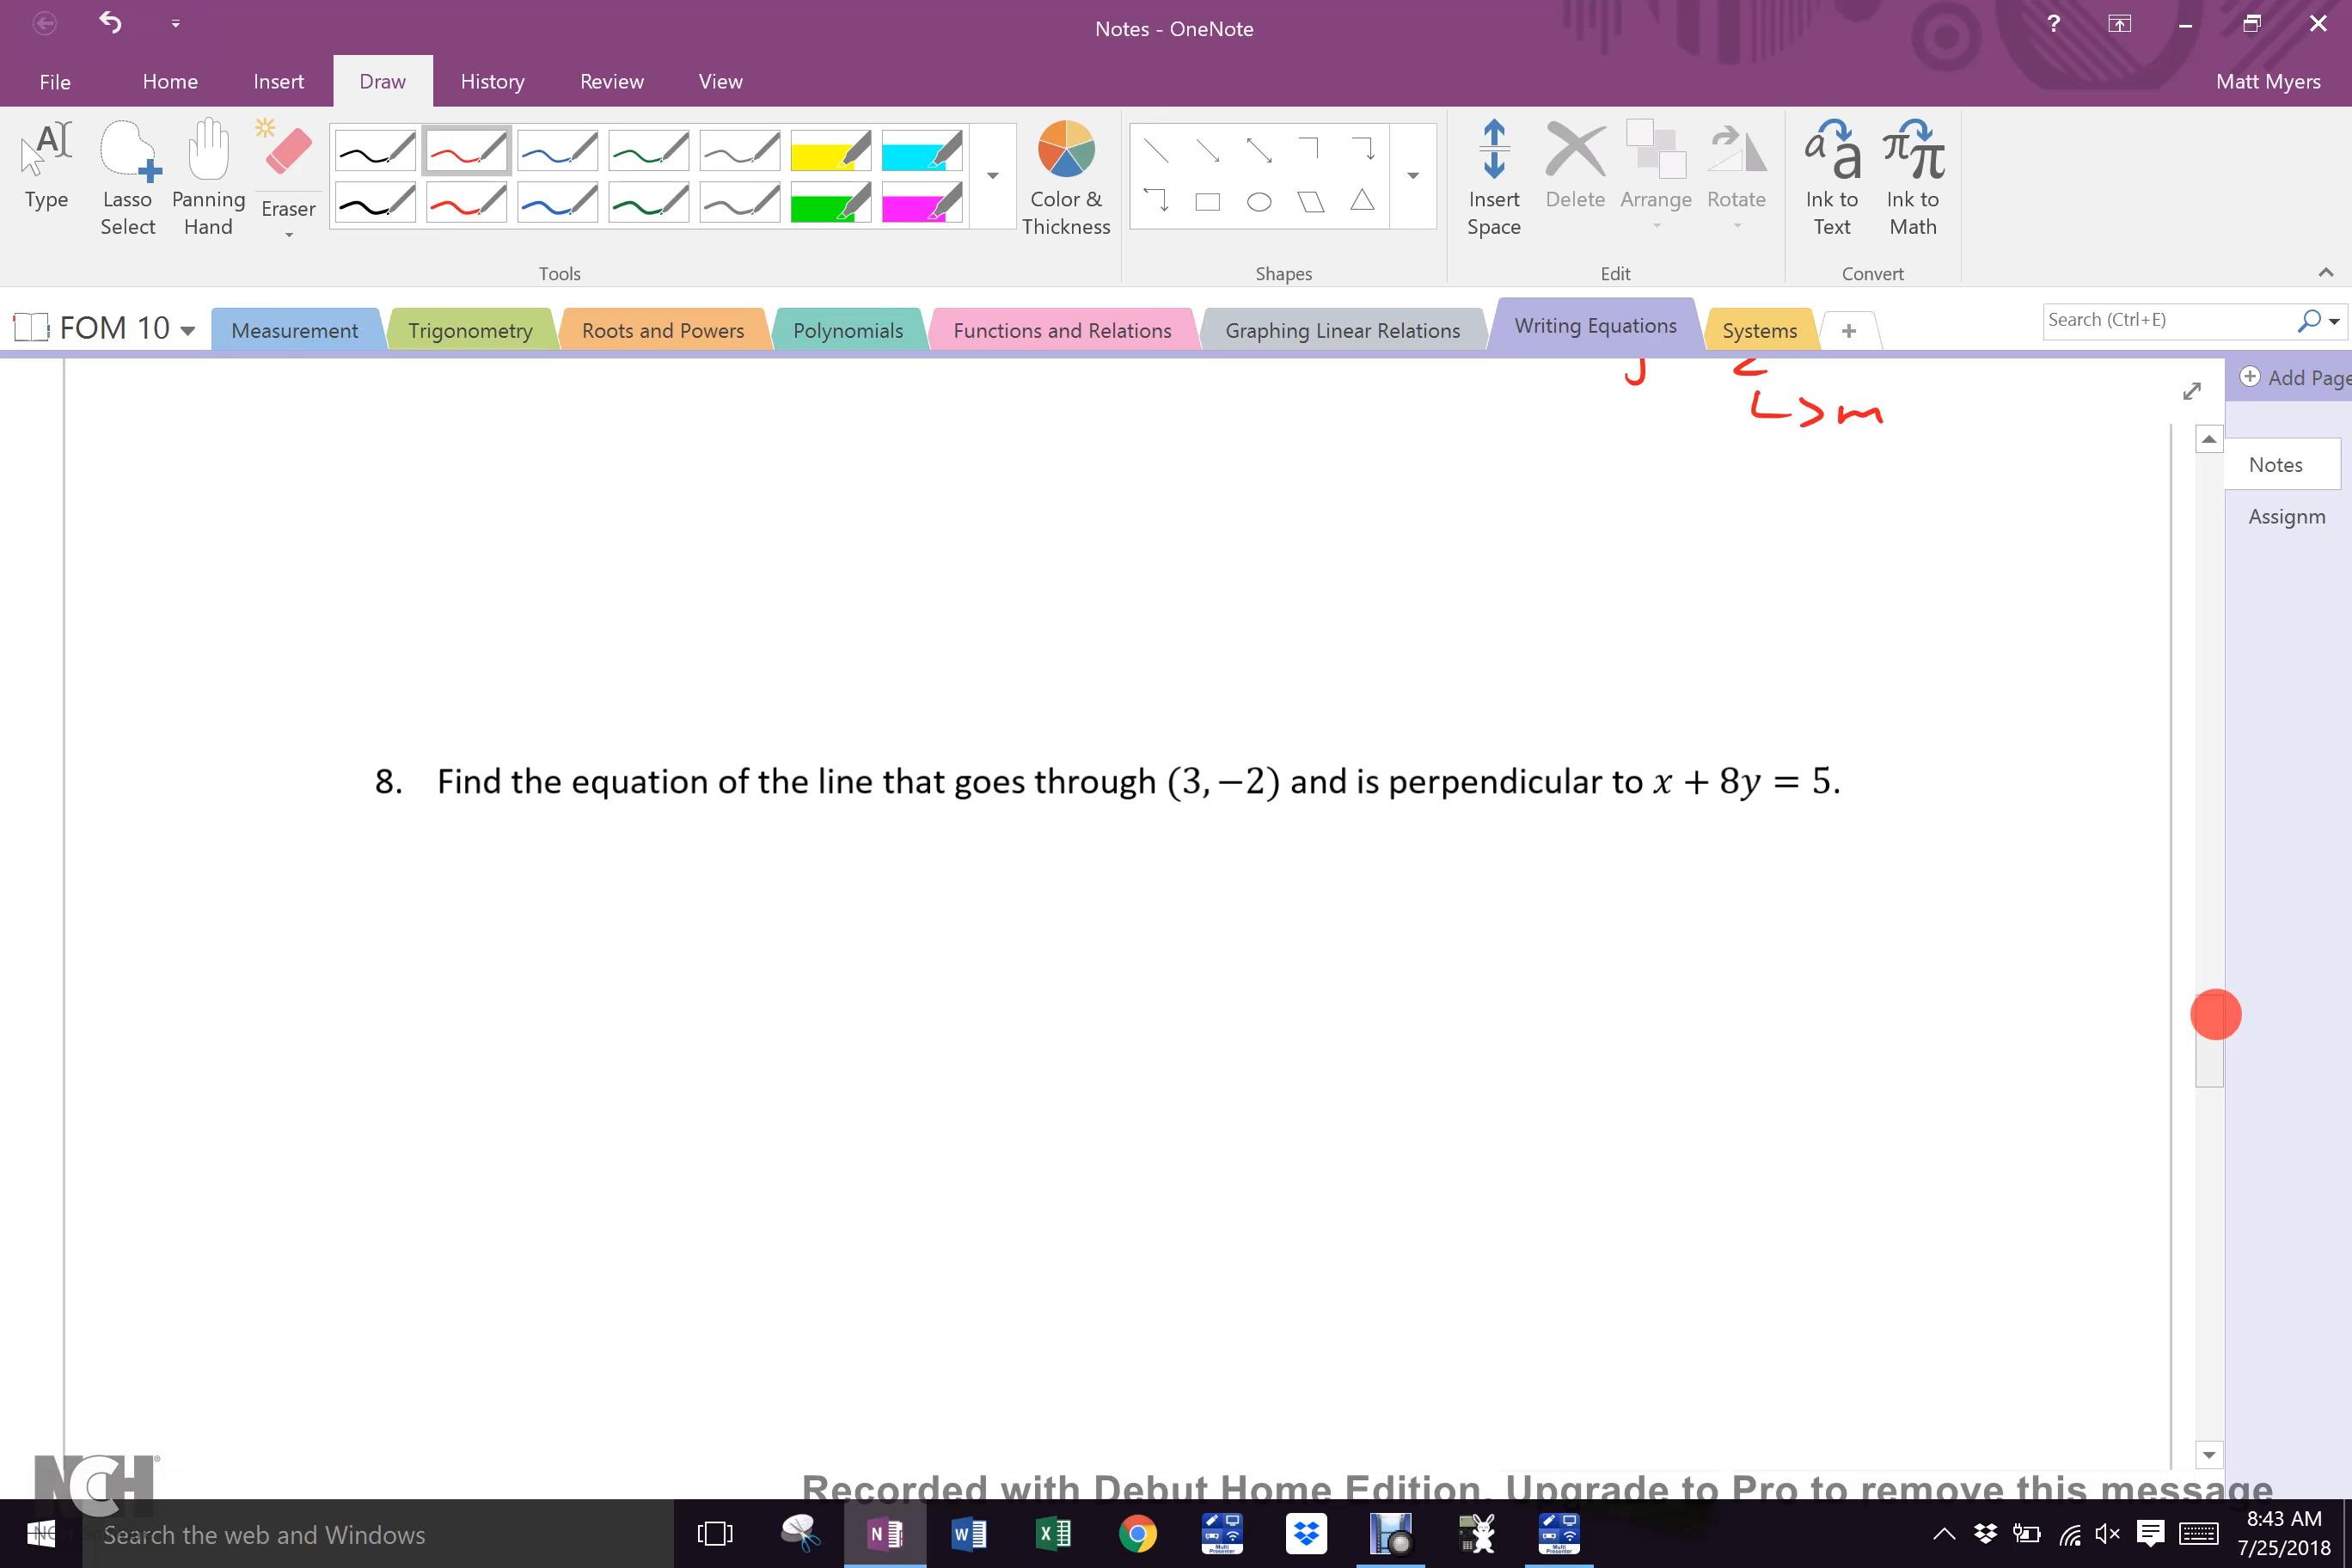 Notes - OneNote
File Home Insert Draw History Review View Matt Myers
Type Lasso Select Panning Hand Eraser Color & Thickness Insert Space Delete Arrange Rotate Ink to Text Ink to Math
Tools Shapes Edit Convert
FOM 10 Measurement Trigonometry Roots and Powers Polynomials Functions and Relations Graphing Linear Relations Writing Equations Systems + Search (Ctrl+E)
Add Page
m
Notes
Assignm
8. Find the equation of the line that goes through (3, −2) and is perpendicular to x + 8y = 5.
NCH
Recorded with Debut Home Edition. Upgrade to Pro to remove this message
Search the web and Windows
8:43 AM
7/25/2018